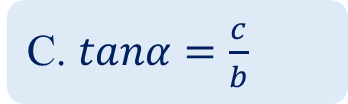 C. tanα = c/b